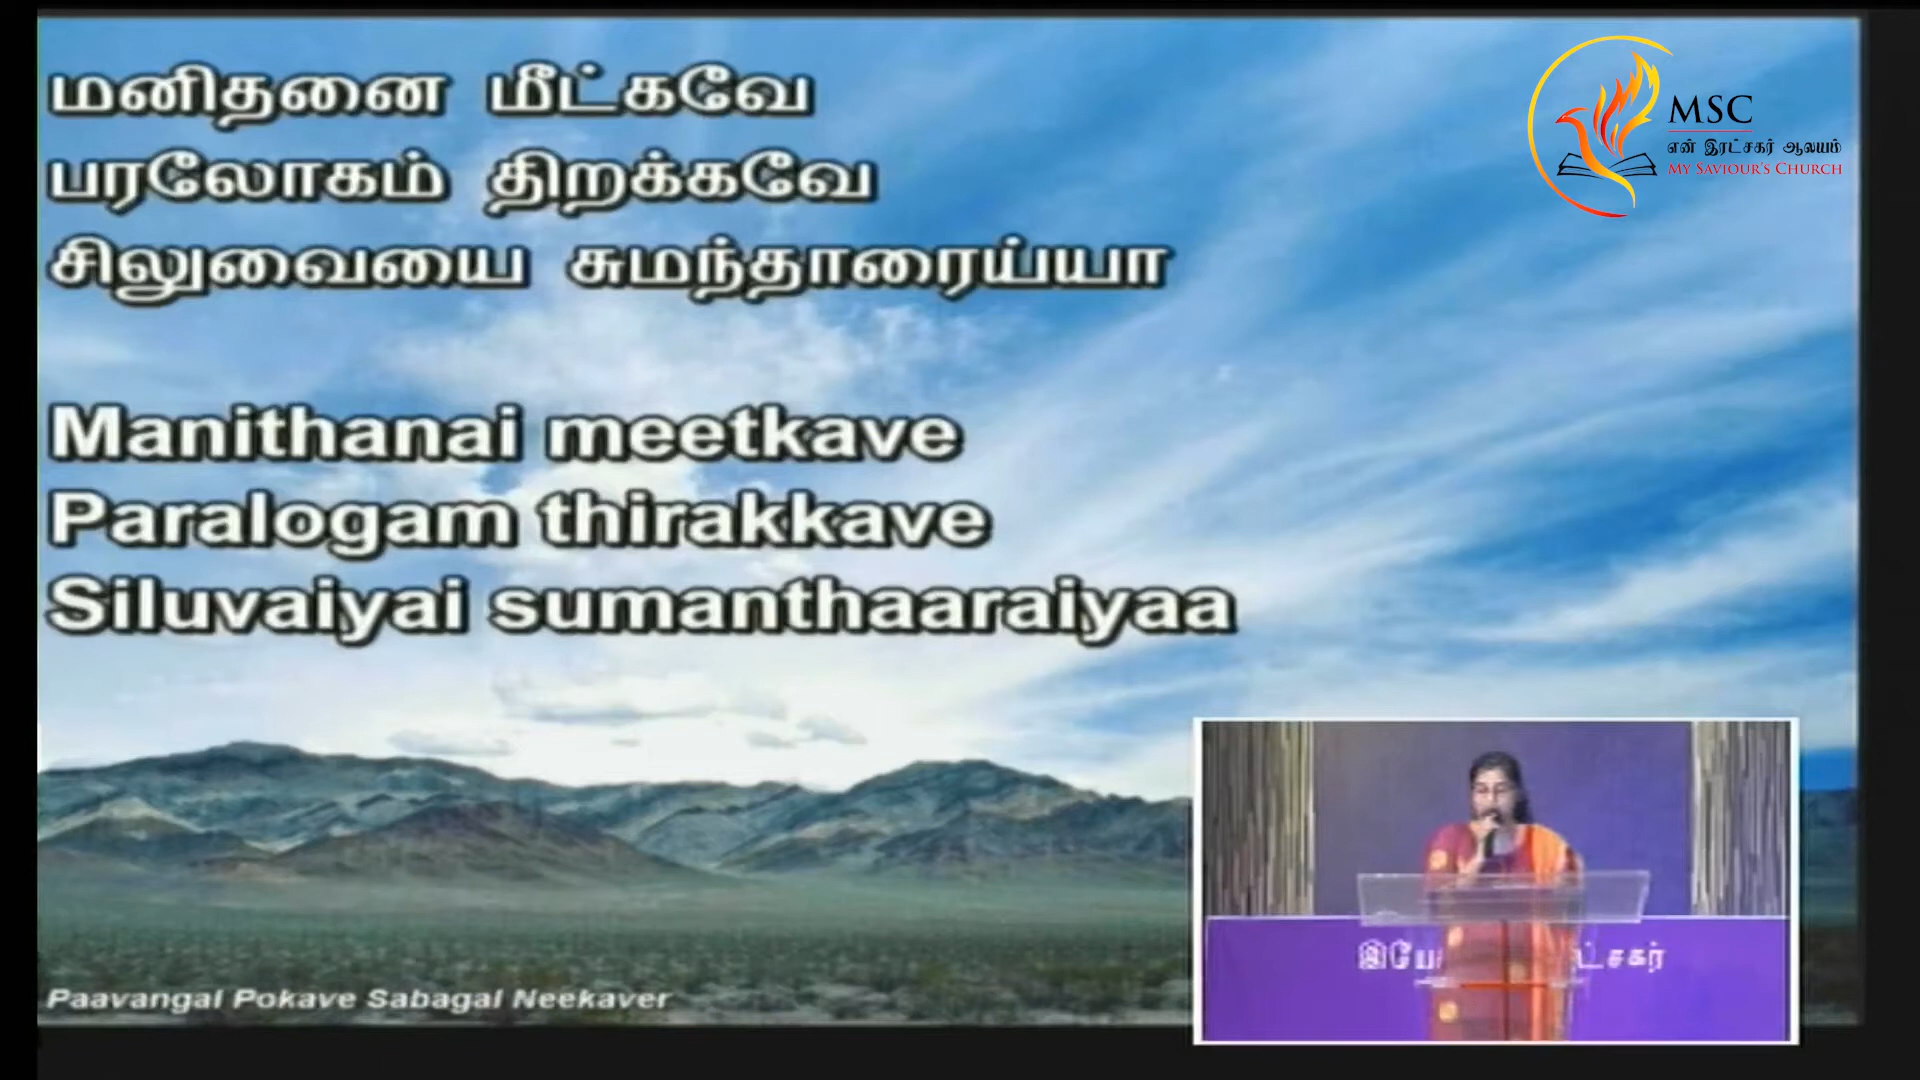 மனிதனை மீட்கவே
பரலோகம் திறக்கவே
சிலுவையை சுமந்தாரைய்யா
Manithanai meetkave
Paralogam thirakkave
Siluvaiyai sumanthaaraiyaa
Paavangal Pokave Sabagal Neekaver
MSC
என் இரட்சகர் ஆலயம்
MY SAVIOUR'S CHURCH